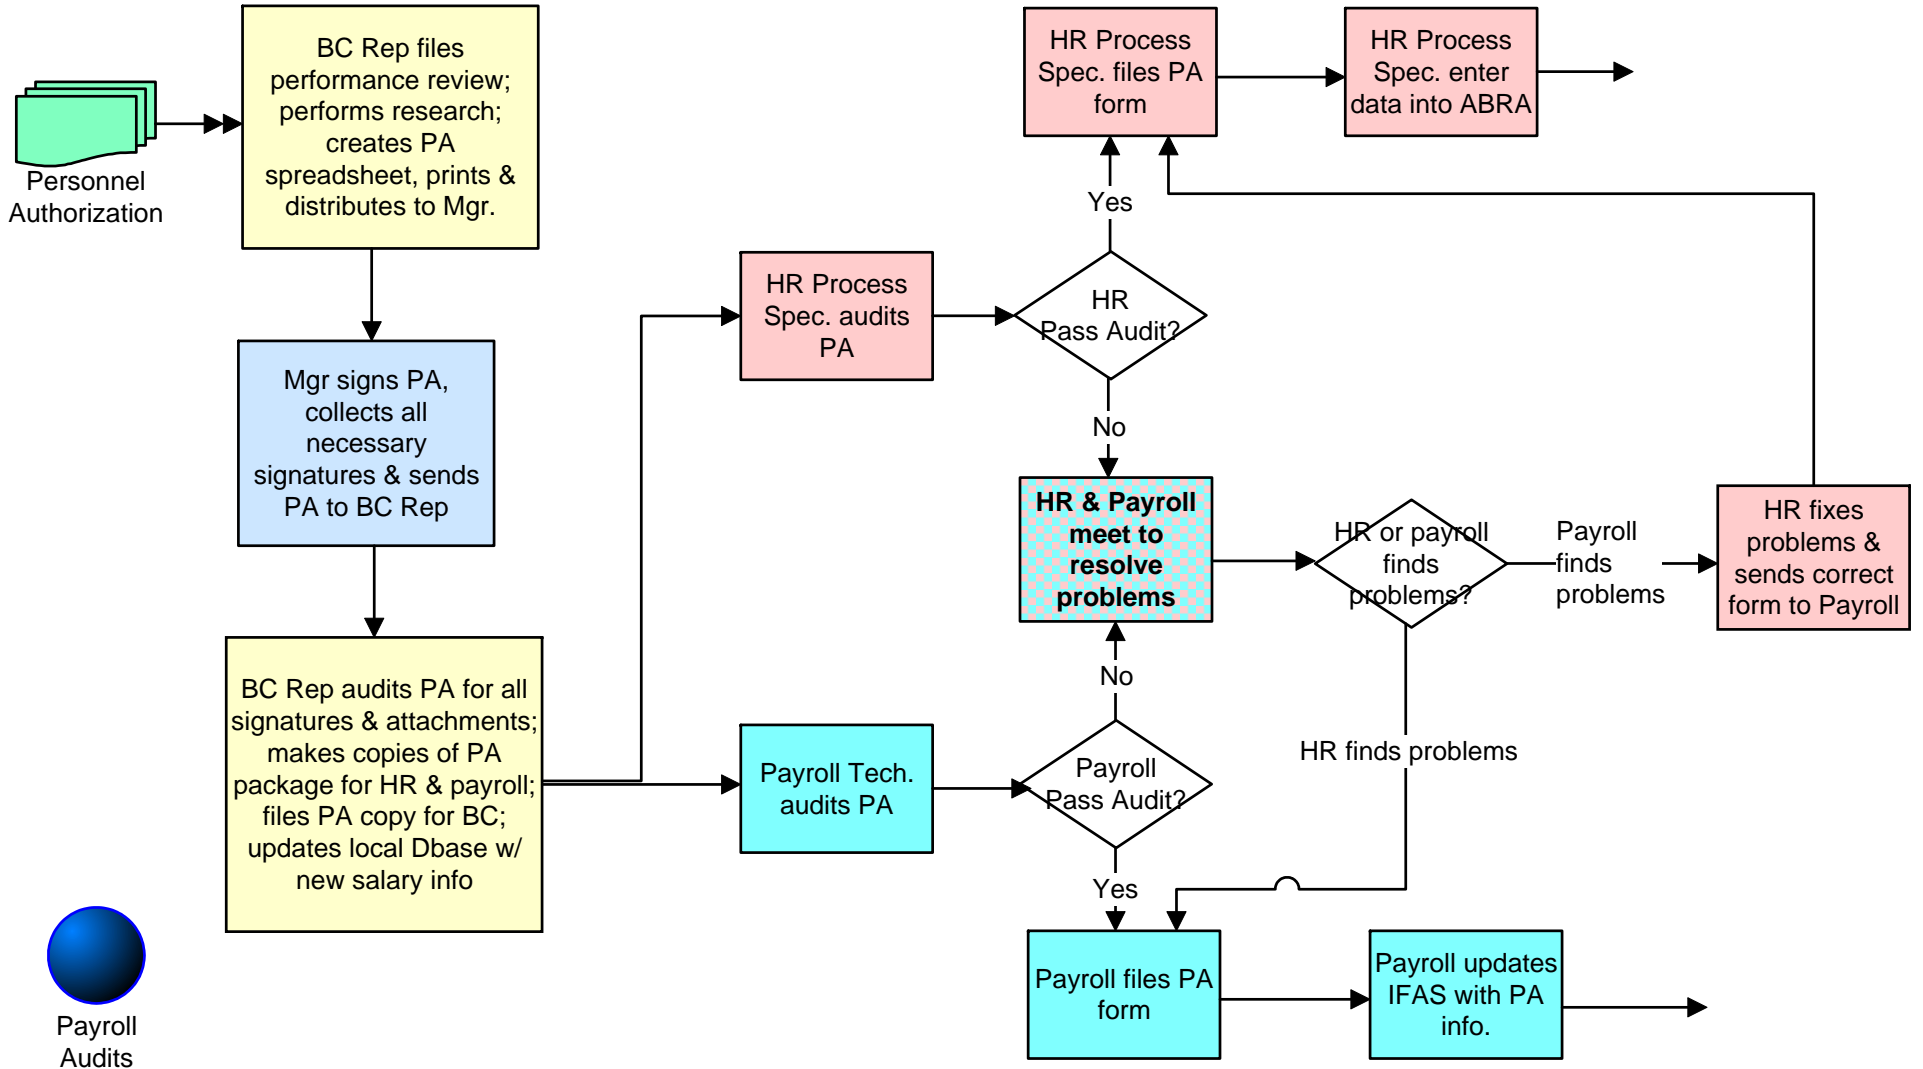 Personnel
Authorization
BC Rep files
performance review;
performs research;
creates PA
spreadsheet, prints &
distributes to Mgr.
Mgr signs PA,
collects all
necessary
signatures & sends
PA to BC Rep
BC Rep audits PA for all
signatures & attachments;
makes copies of PA
package for HR & payroll;
files PA copy for BC;
updates local Dbase w/
new salary info
Payroll
Audits
HR Process
Spec. audits
PA
HR
Pass Audit?
Yes
HR Process
Spec. files PA
form
HR Process
Spec. enter
data into ABRA
No
HR & Payroll
meet to
resolve
problems
HR or payroll
finds
problems?
Payroll
finds
problems
HR fixes
problems &
sends correct
form to Payroll
HR finds problems
No
Payroll Tech.
audits PA
Payroll
Pass Audit?
Yes
Payroll files PA
form
Payroll updates
IFAS with PA
info.